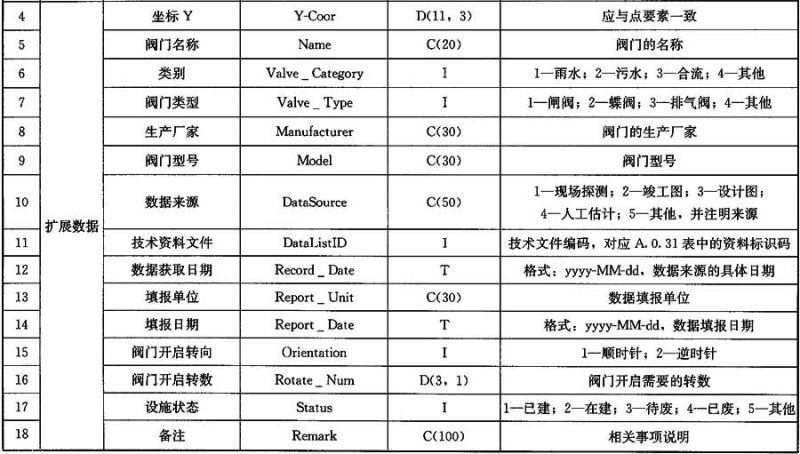 4 坐标 Y Y-Coor D(11，3) 应与点要素一致
5 阀门名称 Name C(20) 阀门的名称
6 类别 Valve _ Category I 1—雨水；2—污水；3—合流；4—其他
7 阀门类型 Valve _ Type I 1—闸阀；2—蝶阀；3—排气阀；4—其他
8 生产厂家 Manufacturer C(30) 阀门的生产厂家
9 阀门型号 Model C(30) 阀门型号
10 扩展数据 数据来源 DataSource C(50) 1—现场探测；2—竣工图；3—设计图；
4—人工估计；5—其他，并注明来源
11 技术资料文件 DataListID I 技术文件编码，对应 A.0.31 表中的资料标识码
12 数据获取日期 Record _ Date T 格式：yyyy-MM-dd，数据来源的具体日期
13 填报单位 Report _ Unit C(30) 数据填报单位
14 填报日期 Report _ Date T 格式：yyyy-MM-dd，数据填报日期
15 阀门开启转向 Orientation I 1—顺时针；2—逆时针
16 阀门开启转数 Rotate _ Num D(3，1) 阀门开启需要的转数
17 设施状态 Status I 1—已建；2—在建；3—待废；4—已废；5—其他
18 备注 Remark C(100) 相关事项说明